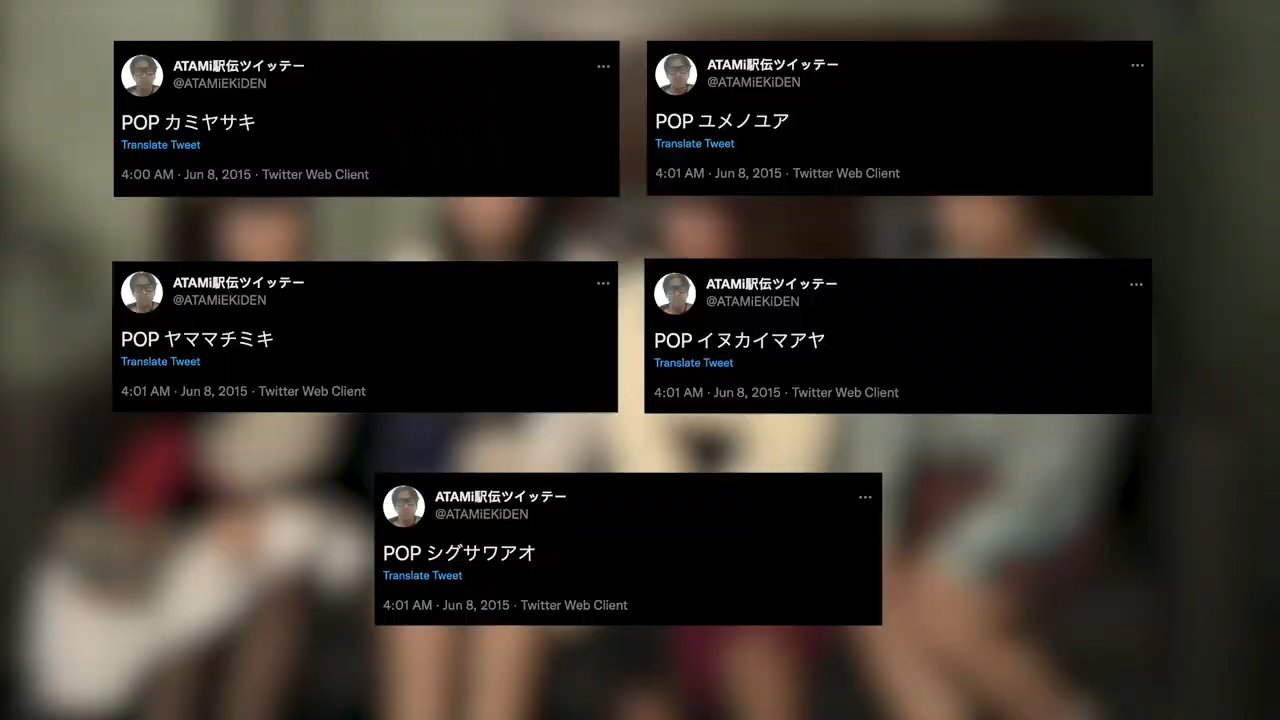 ATAMi駅伝ツイッテー
@ATAMiEKiDEN
POP カミヤサキ
Translate Tweet
4:00 AM · Jun 8, 2015 · Twitter Web Client
ATAMi駅伝ツイッテー
@ATAMiEKiDEN
POP ユメノユア
Translate Tweet
4:01 AM · Jun 8, 2015 · Twitter Web Client
ATAMi駅伝ツイッテー
@ATAMiEKiDEN
POP ヤママチミキ
Translate Tweet
4:01 AM · Jun 8, 2015 · Twitter Web Client
ATAMi駅伝ツイッテー
@ATAMiEKiDEN
POP イヌカイマアヤ
Translate Tweet
4:01 AM · Jun 8, 2015 · Twitter Web Client
ATAMi駅伝ツイッテー
@ATAMiEKiDEN
POP シグサワアオ
Translate Tweet
4:01 AM · Jun 8, 2015 · Twitter Web Client